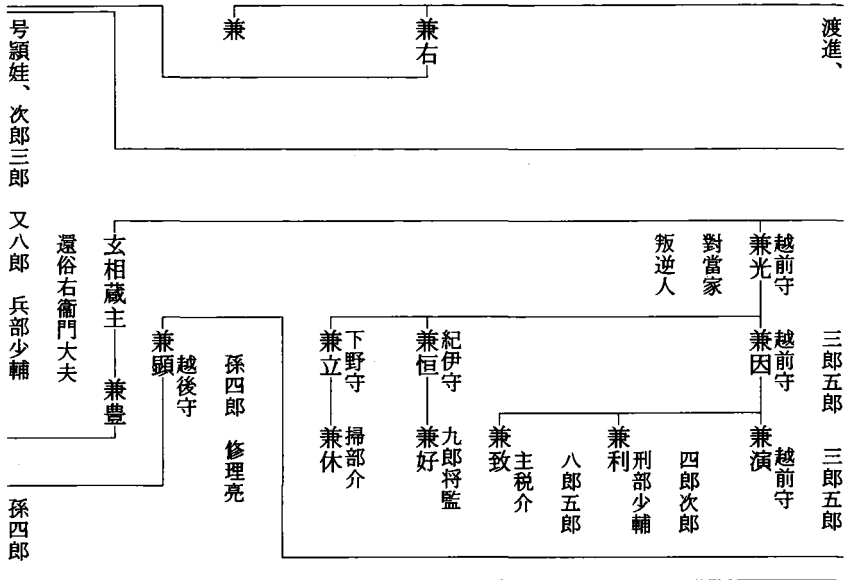 渡進、
兼右
兼
三郎五郎
三郎五郎
越前守
兼光
對當家
叛逆人
越前守
兼因
越前守
兼演
四郎次郎
刑部少輔
兼利
八郎五郎
主税介
兼致
紀伊守
兼恒
九郎将監
兼好
下野守
兼立
掃部介
兼休
孫四郎　修理亮
越後守
兼顕
玄相蔵主
兼豊
還俗右衞門大夫
号頴娃、次郎三郎　又八郎　兵部少輔
孫四郎